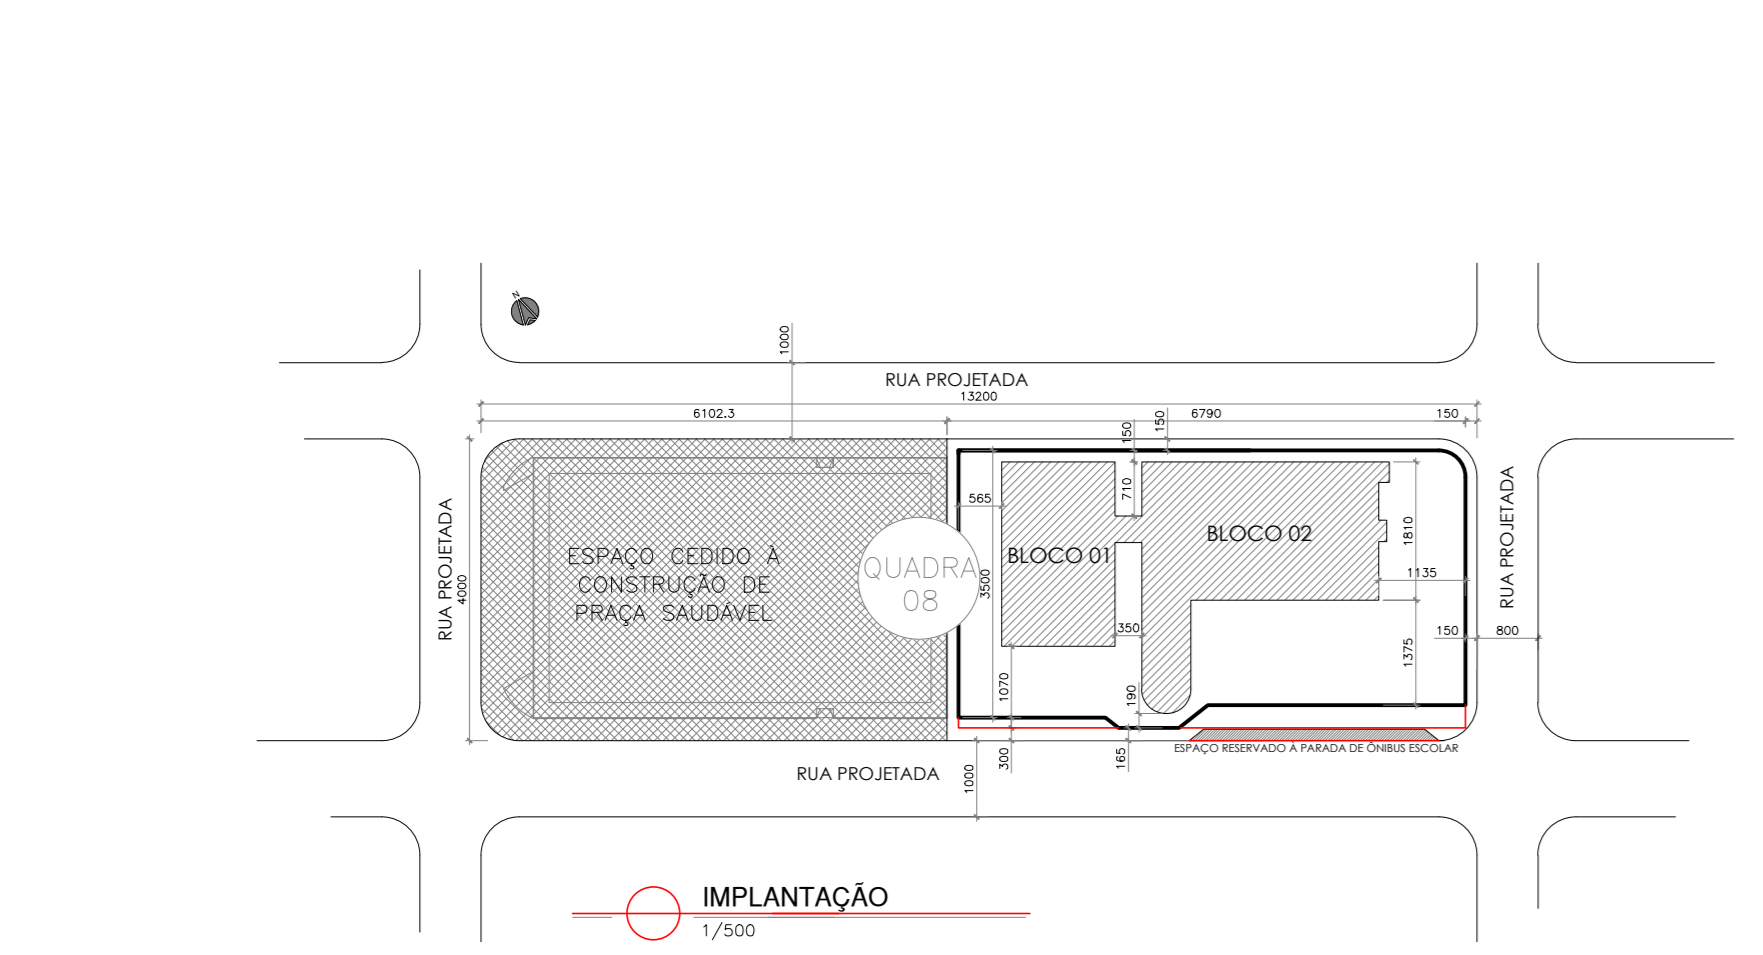 N
1000
RUA PROJETADA
13200
6102.3
6790
150
150
150
RUA PROJETADA
4000
565
710
1810
RUA PROJETADA
ESPAÇO CEDIDO À
CONSTRUÇÃO DE
PRAÇA SAUDÁVEL
QUADRA
08
3500
BLOCO 01
BLOCO 02
1135
350
150
800
1375
1070
190
ESPAÇO RESERVADO À PARADA DE ÔNIBUS ESCOLAR
300
165
RUA PROJETADA
1000
IMPLANTAÇÃO
1/500